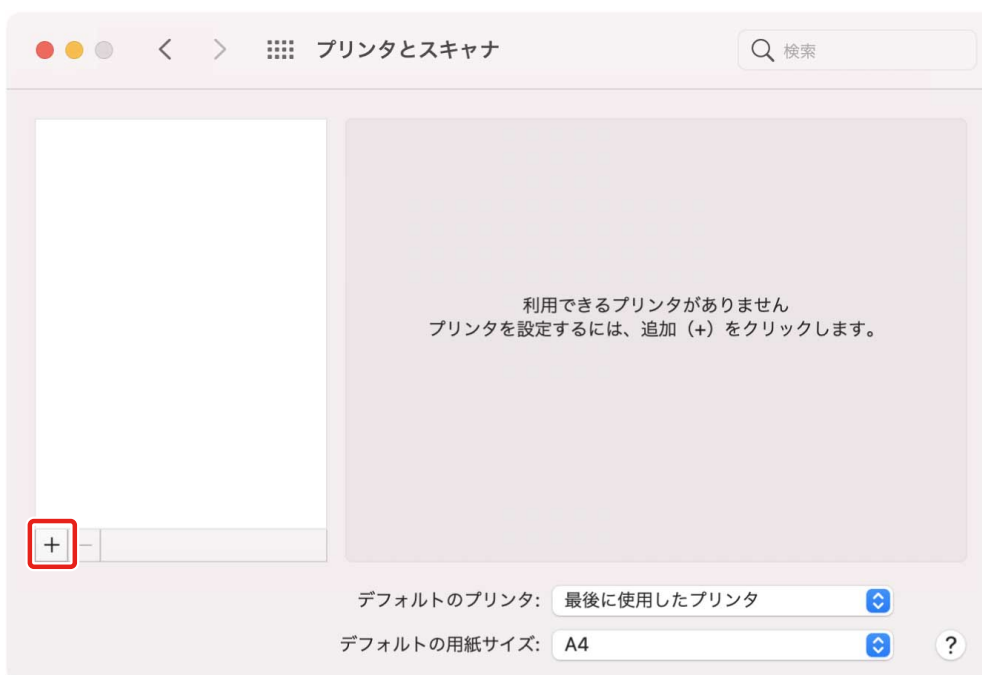 プリンタとスキャナ
検索
利用できるプリンタがありません
プリンタを設定するには、追加（+）をクリックします。
+ −
デフォルトのプリンタ: 最後に使用したプリンタ
デフォルトの用紙サイズ: A4
?